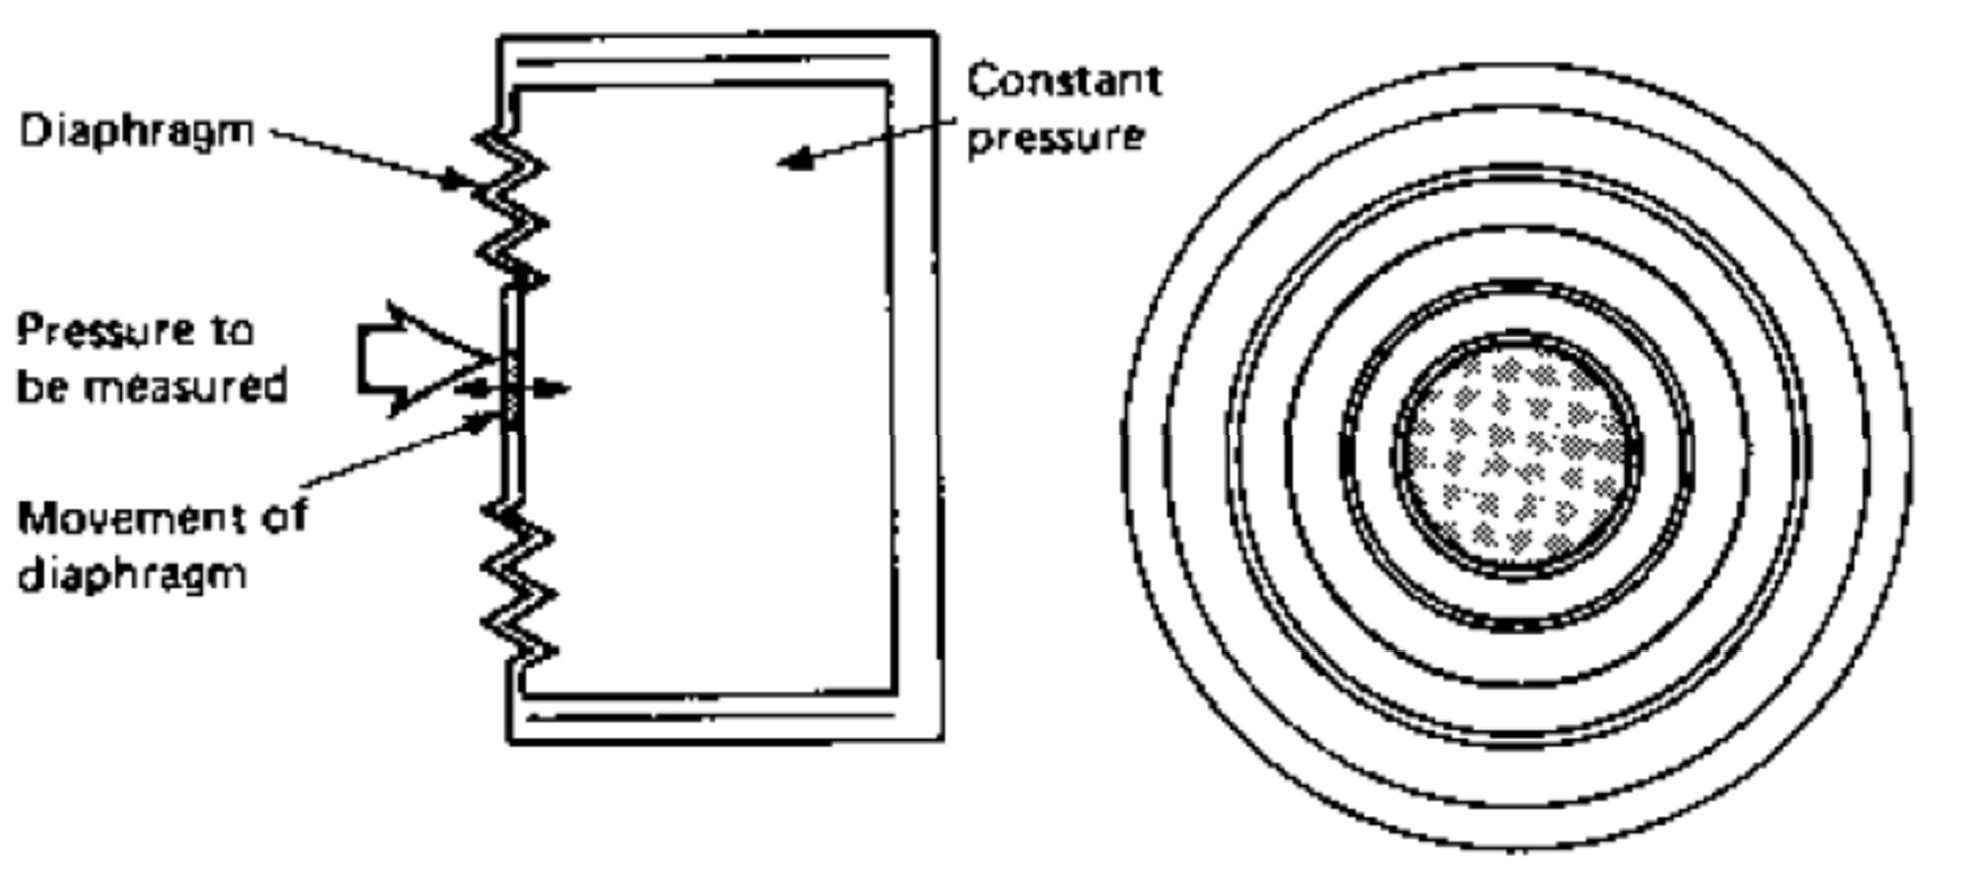 Diaphragm
Constant
pressure
Pressure to
be measured
Movement of
diaphragm